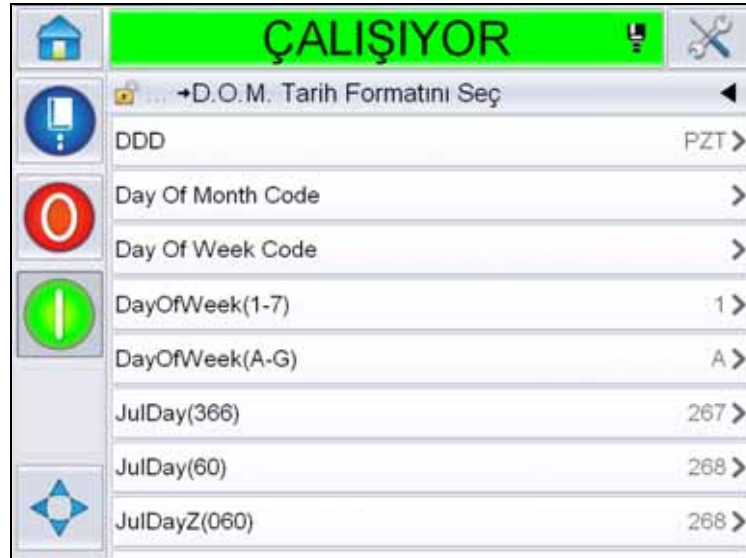 ÇALIŞIYOR
... →D.O.M. Tarih Formatını Seç
DDD PZT
Day Of Month Code
Day Of Week Code
DayOfWeek(1-7) 1
DayOfWeek(A-G) A
JulDay(366) 267
JulDay(60) 268
JulDayZ(060) 268